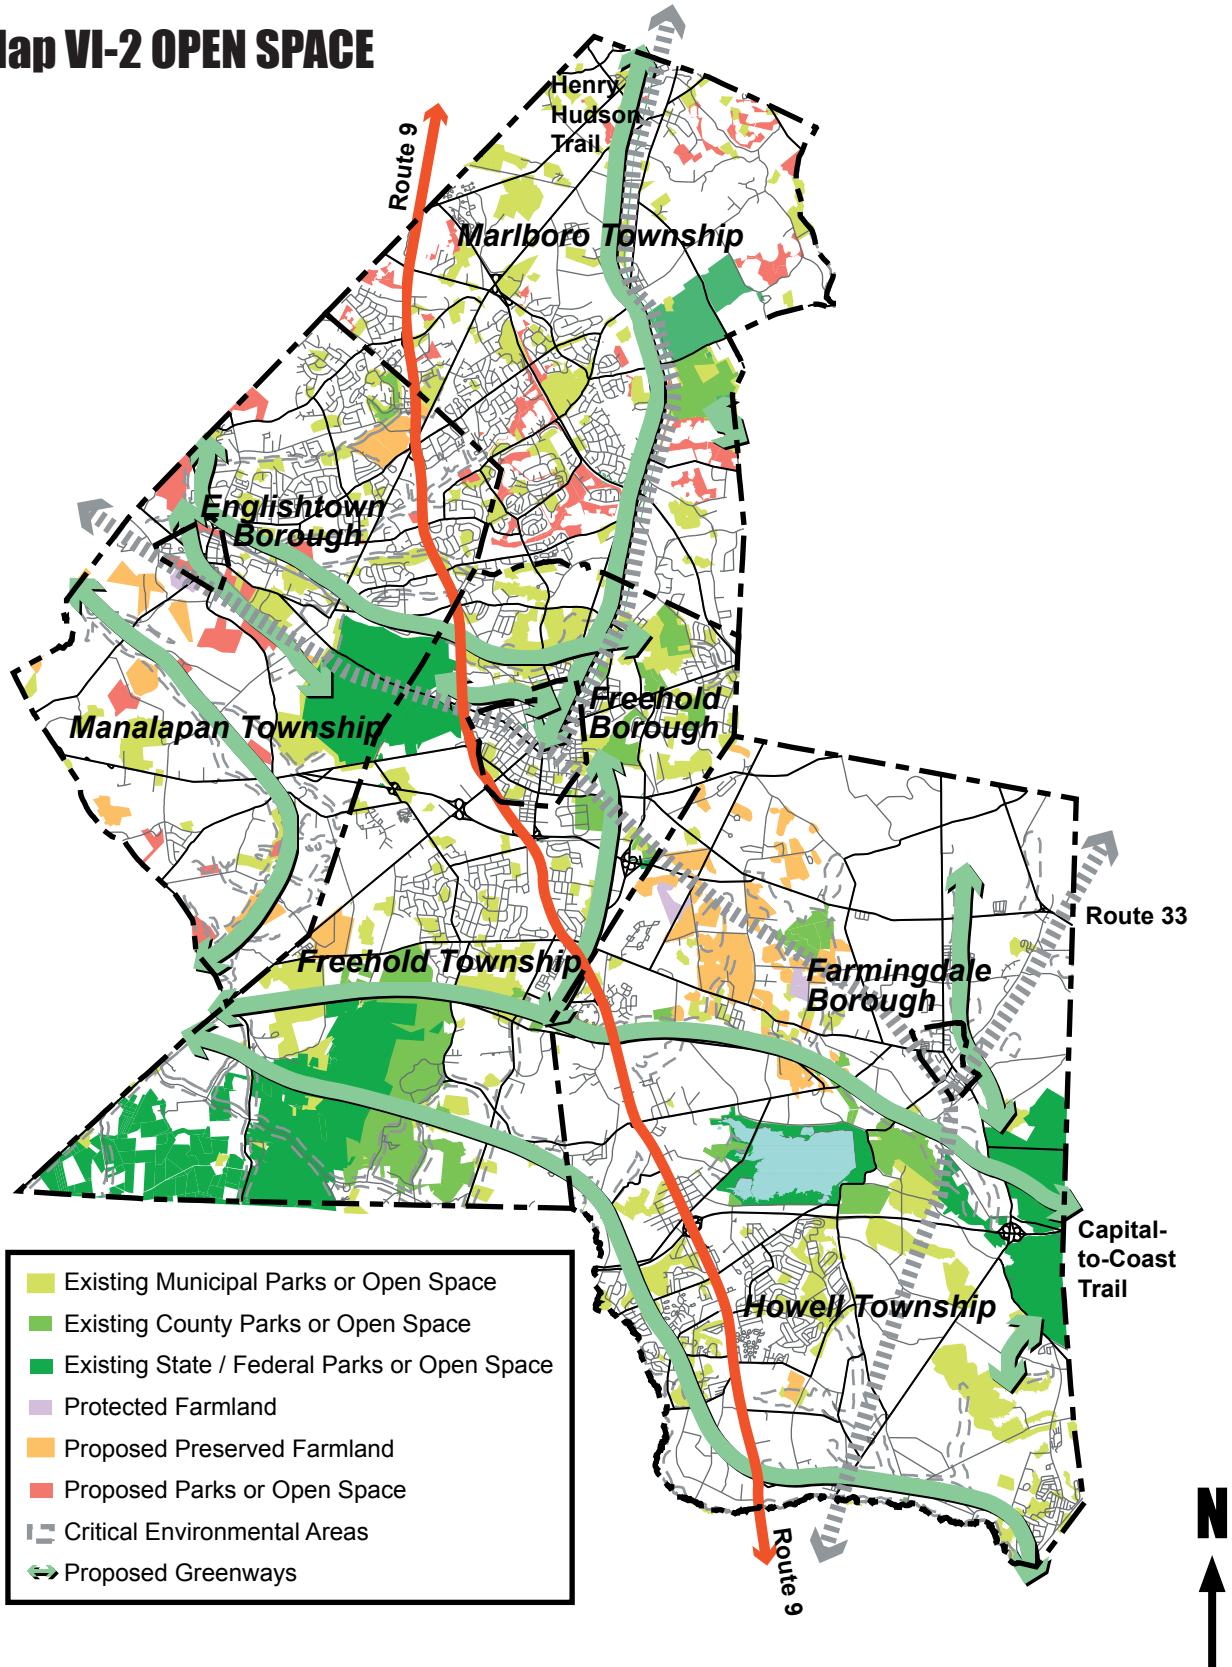 Map VI-2 OPEN SPACE
Henry
Hudson
Trail
Route 9
Marlboro Township
Englishtown
Borough
Freehold
Borough
Manalapan Township
Route 33
Freehold Township
Farmingdale
Borough
Capital-
to-Coast
Trail
Howell Township
Existing Municipal Parks or Open Space
Existing County Parks or Open Space
Existing State / Federal Parks or Open Space
Protected Farmland
Proposed Preserved Farmland
Proposed Parks or Open Space
Critical Environmental Areas
Proposed Greenways
Route 9
N